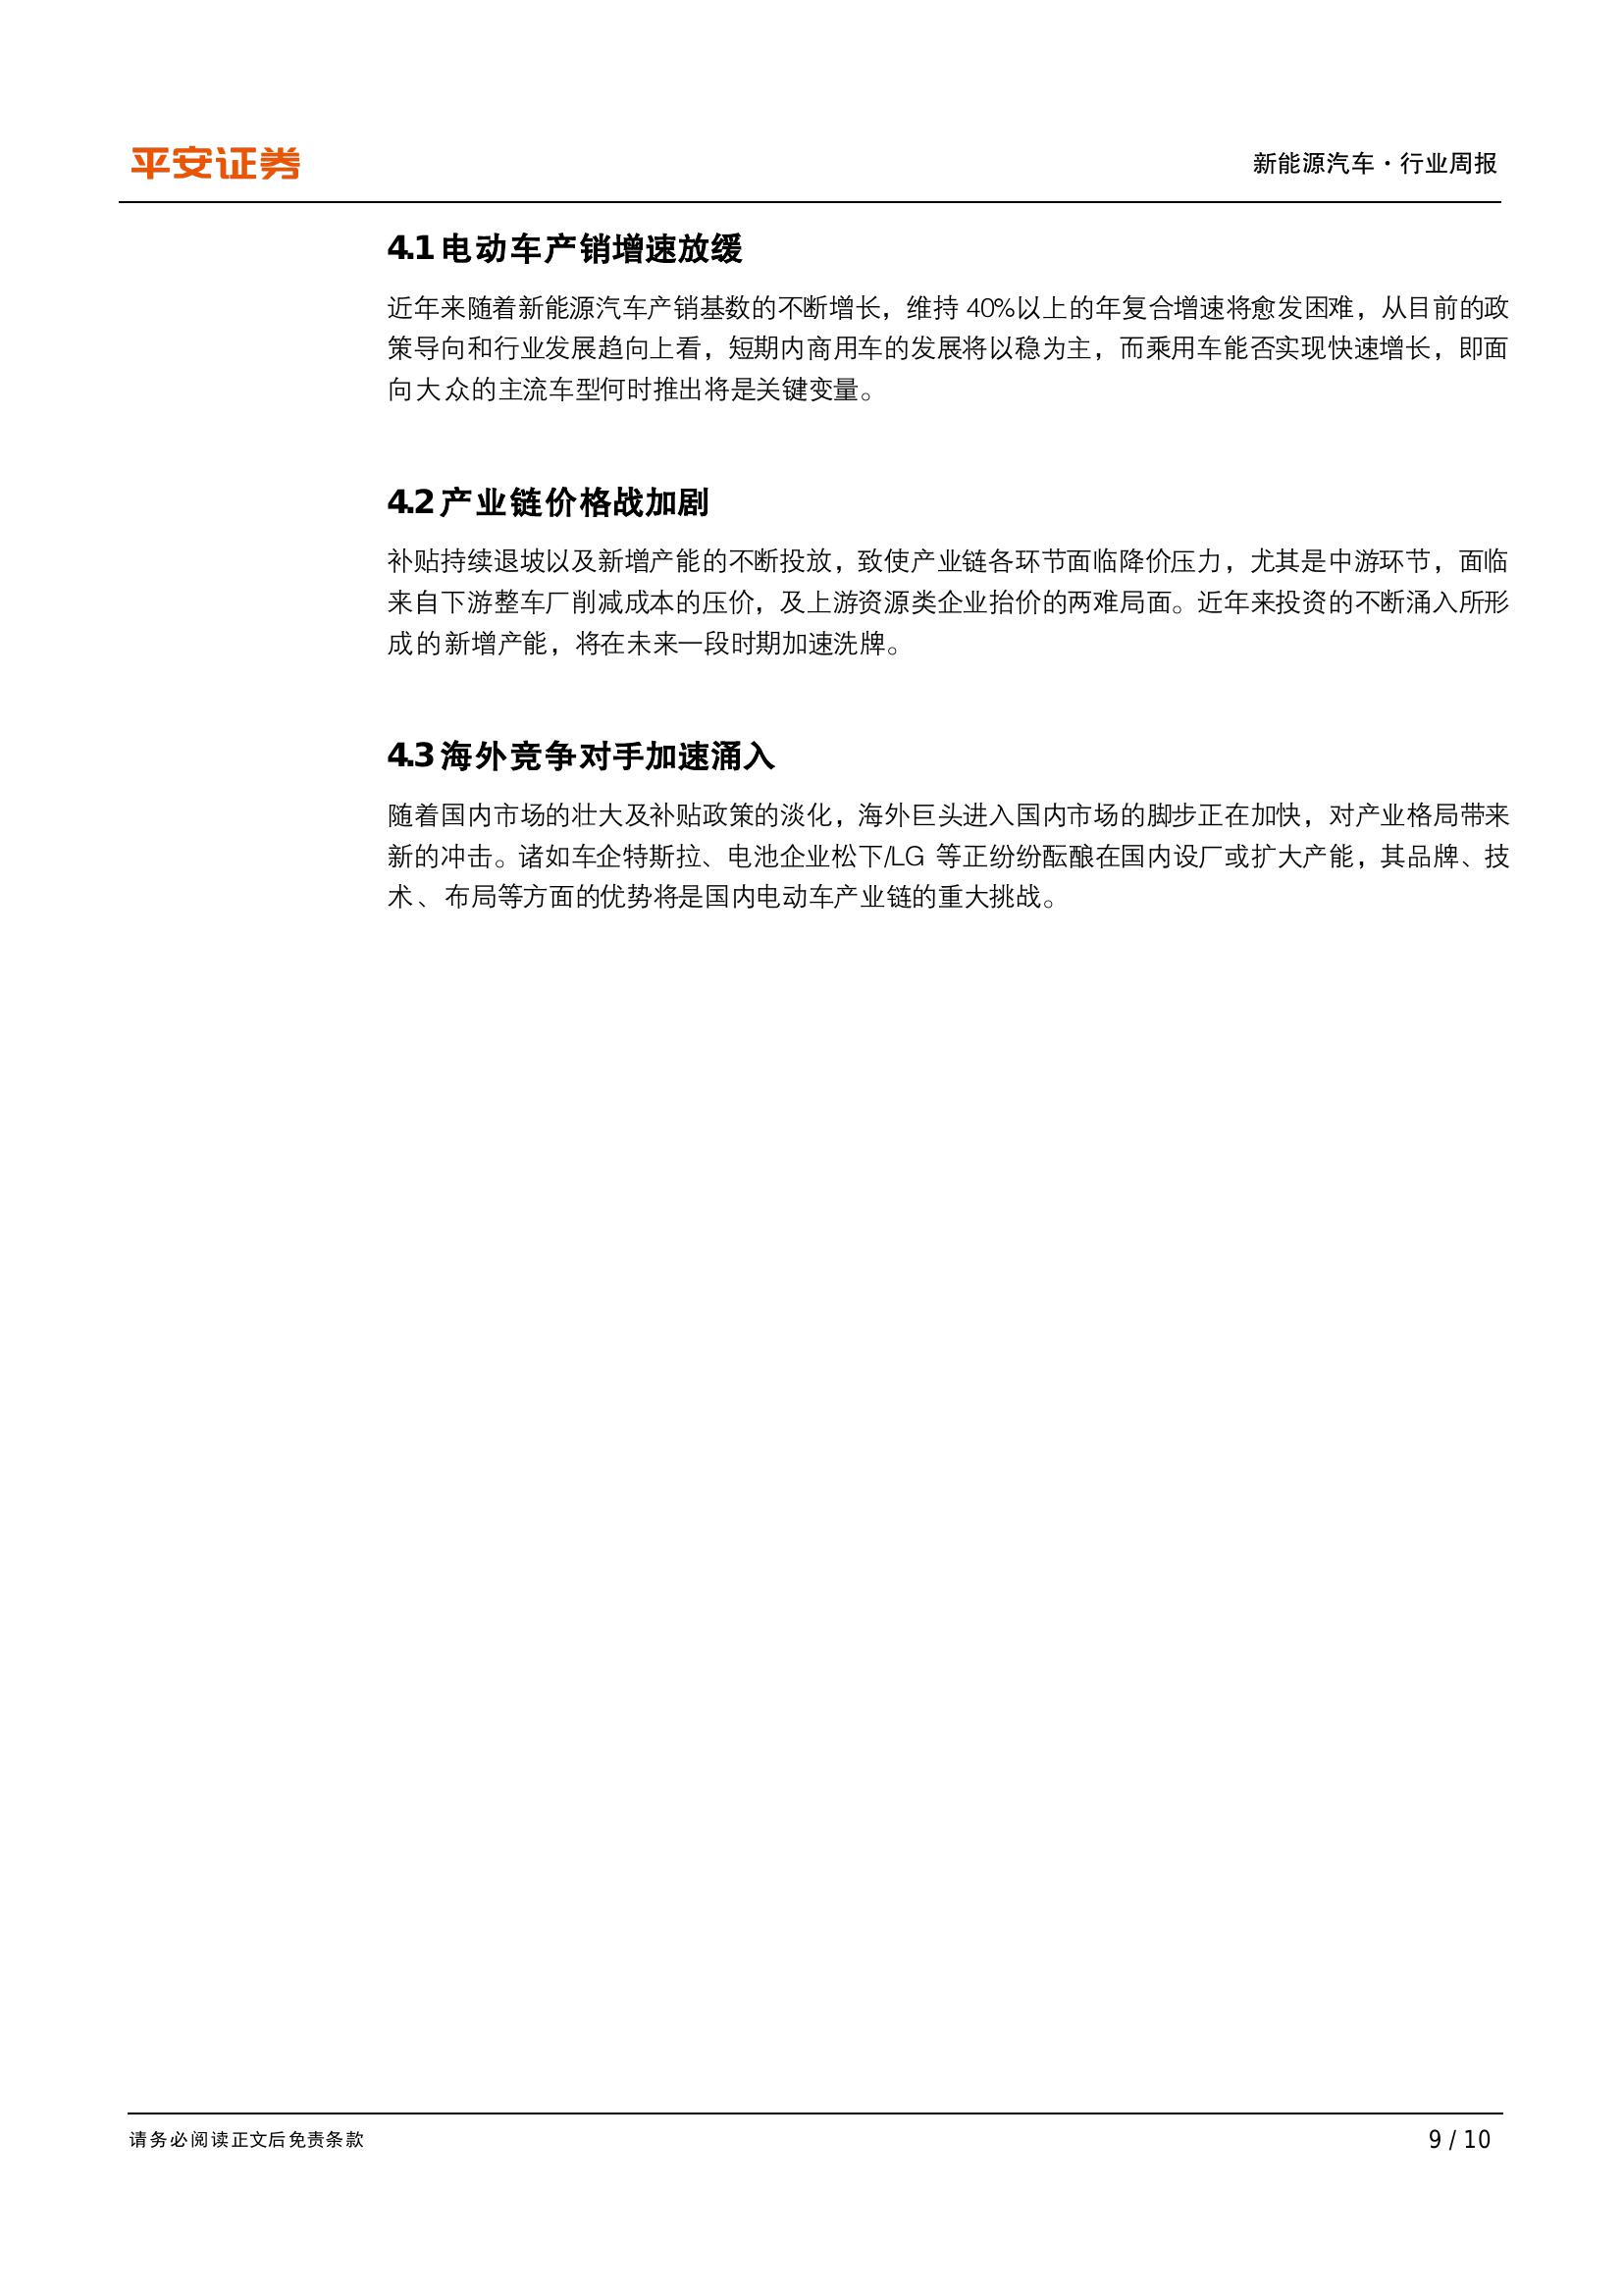 平安证券
新能源汽车·行业周报
4.1 电动车产销增速放缓
近年来随着新能源汽车产销基数的不断增长，维持 40%以上的年复合增速将愈发困难，从目前的政
策导向和行业发展趋向上看，短期内商用车的发展将以稳为主，而乘用车能否实现快速增长，即面
向大众的主流车型何时推出将是关键变量。
4.2 产业链价格战加剧
补贴持续退坡以及新增产能的不断投放，致使产业链各环节面临降价压力，尤其是中游环节，面临
来自下游整车厂削减成本的压价，及上游资源类企业抬价的两难局面。近年来投资的不断涌入所形
成的新增产能，将在未来一段时期加速洗牌。
4.3 海外竞争对手加速涌入
随着国内市场的壮大及补贴政策的淡化，海外巨头进入国内市场的脚步正在加快，对产业格局带来
新的冲击。诸如车企特斯拉、电池企业松下/LG 等正纷纷酝酿在国内设厂或扩大产能，其品牌、技
术、布局等方面的优势将是国内电动车产业链的重大挑战。
请务必阅读正文后免责条款
9 / 10